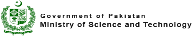 Government of Pakistan
Ministry of Science and Technology